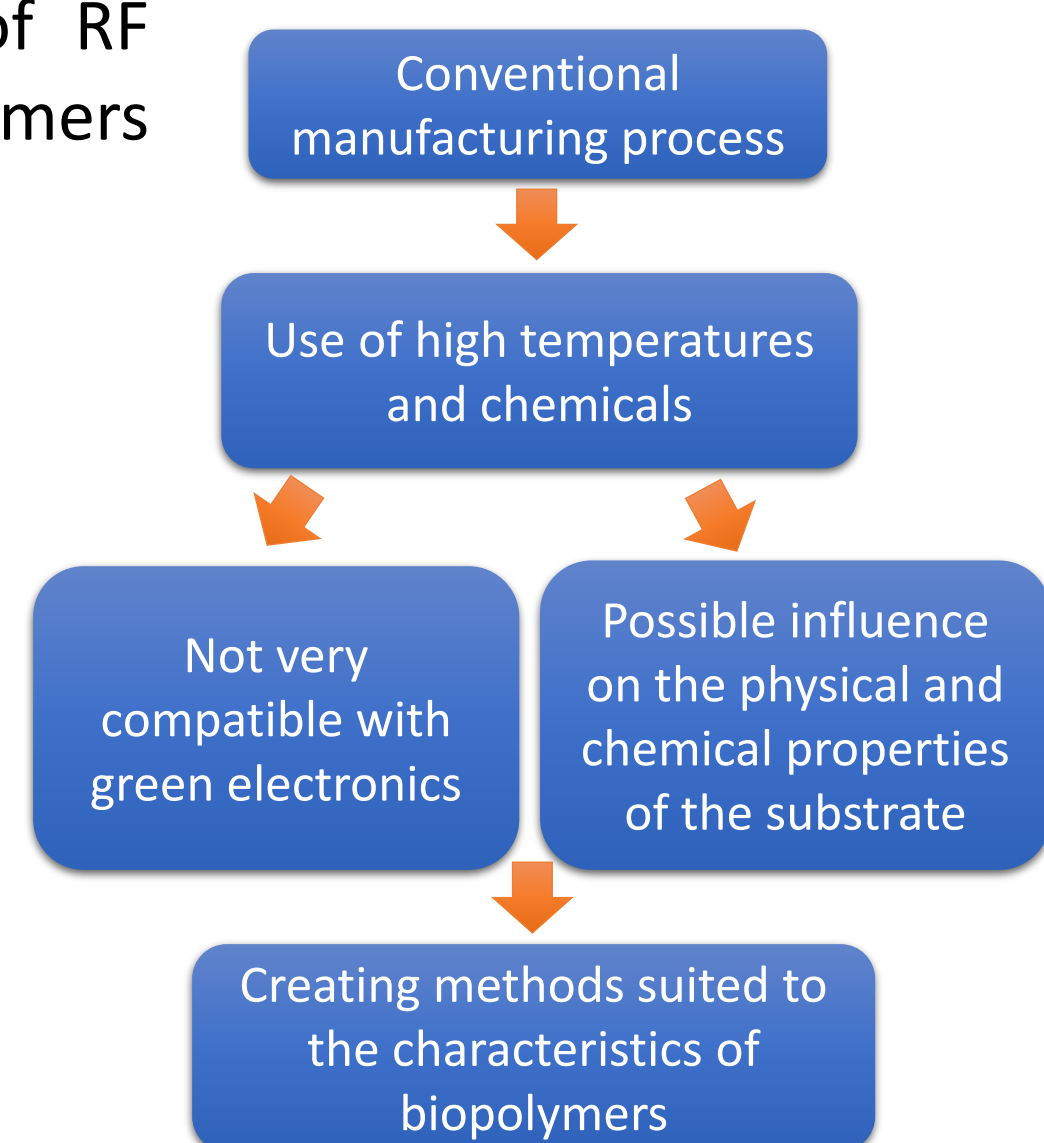 of RF
mers
Conventional
manufacturing process
Use of high temperatures
and chemicals
Not very
compatible with
green electronics
Possible influence
on the physical and
chemical properties
of the substrate
Creating methods suited to
the characteristics of
biopolymers